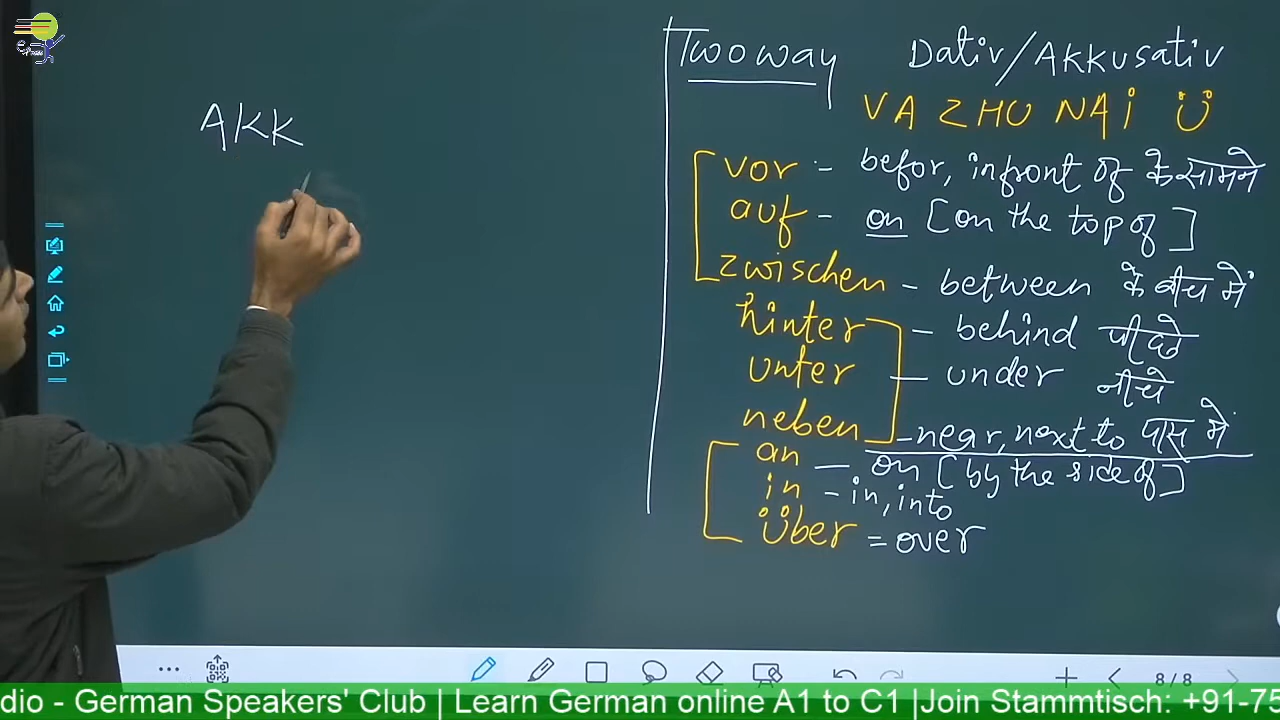 AKK
Twoway Dativ/Akkusativ
VA ZHU NAi Ü
vor :- befor, infront of के सामने
auf - on [on the top of]
zwischen - between के बीच में
hinter - behind पीछे
unter - under नीचे
neben - near, next to पास में
an - on [by the side of]
in - in, into
über = over
8/8
dio - German Speakers' Club | Learn German online A1 to C1 |Join Stammtisch: +91-75